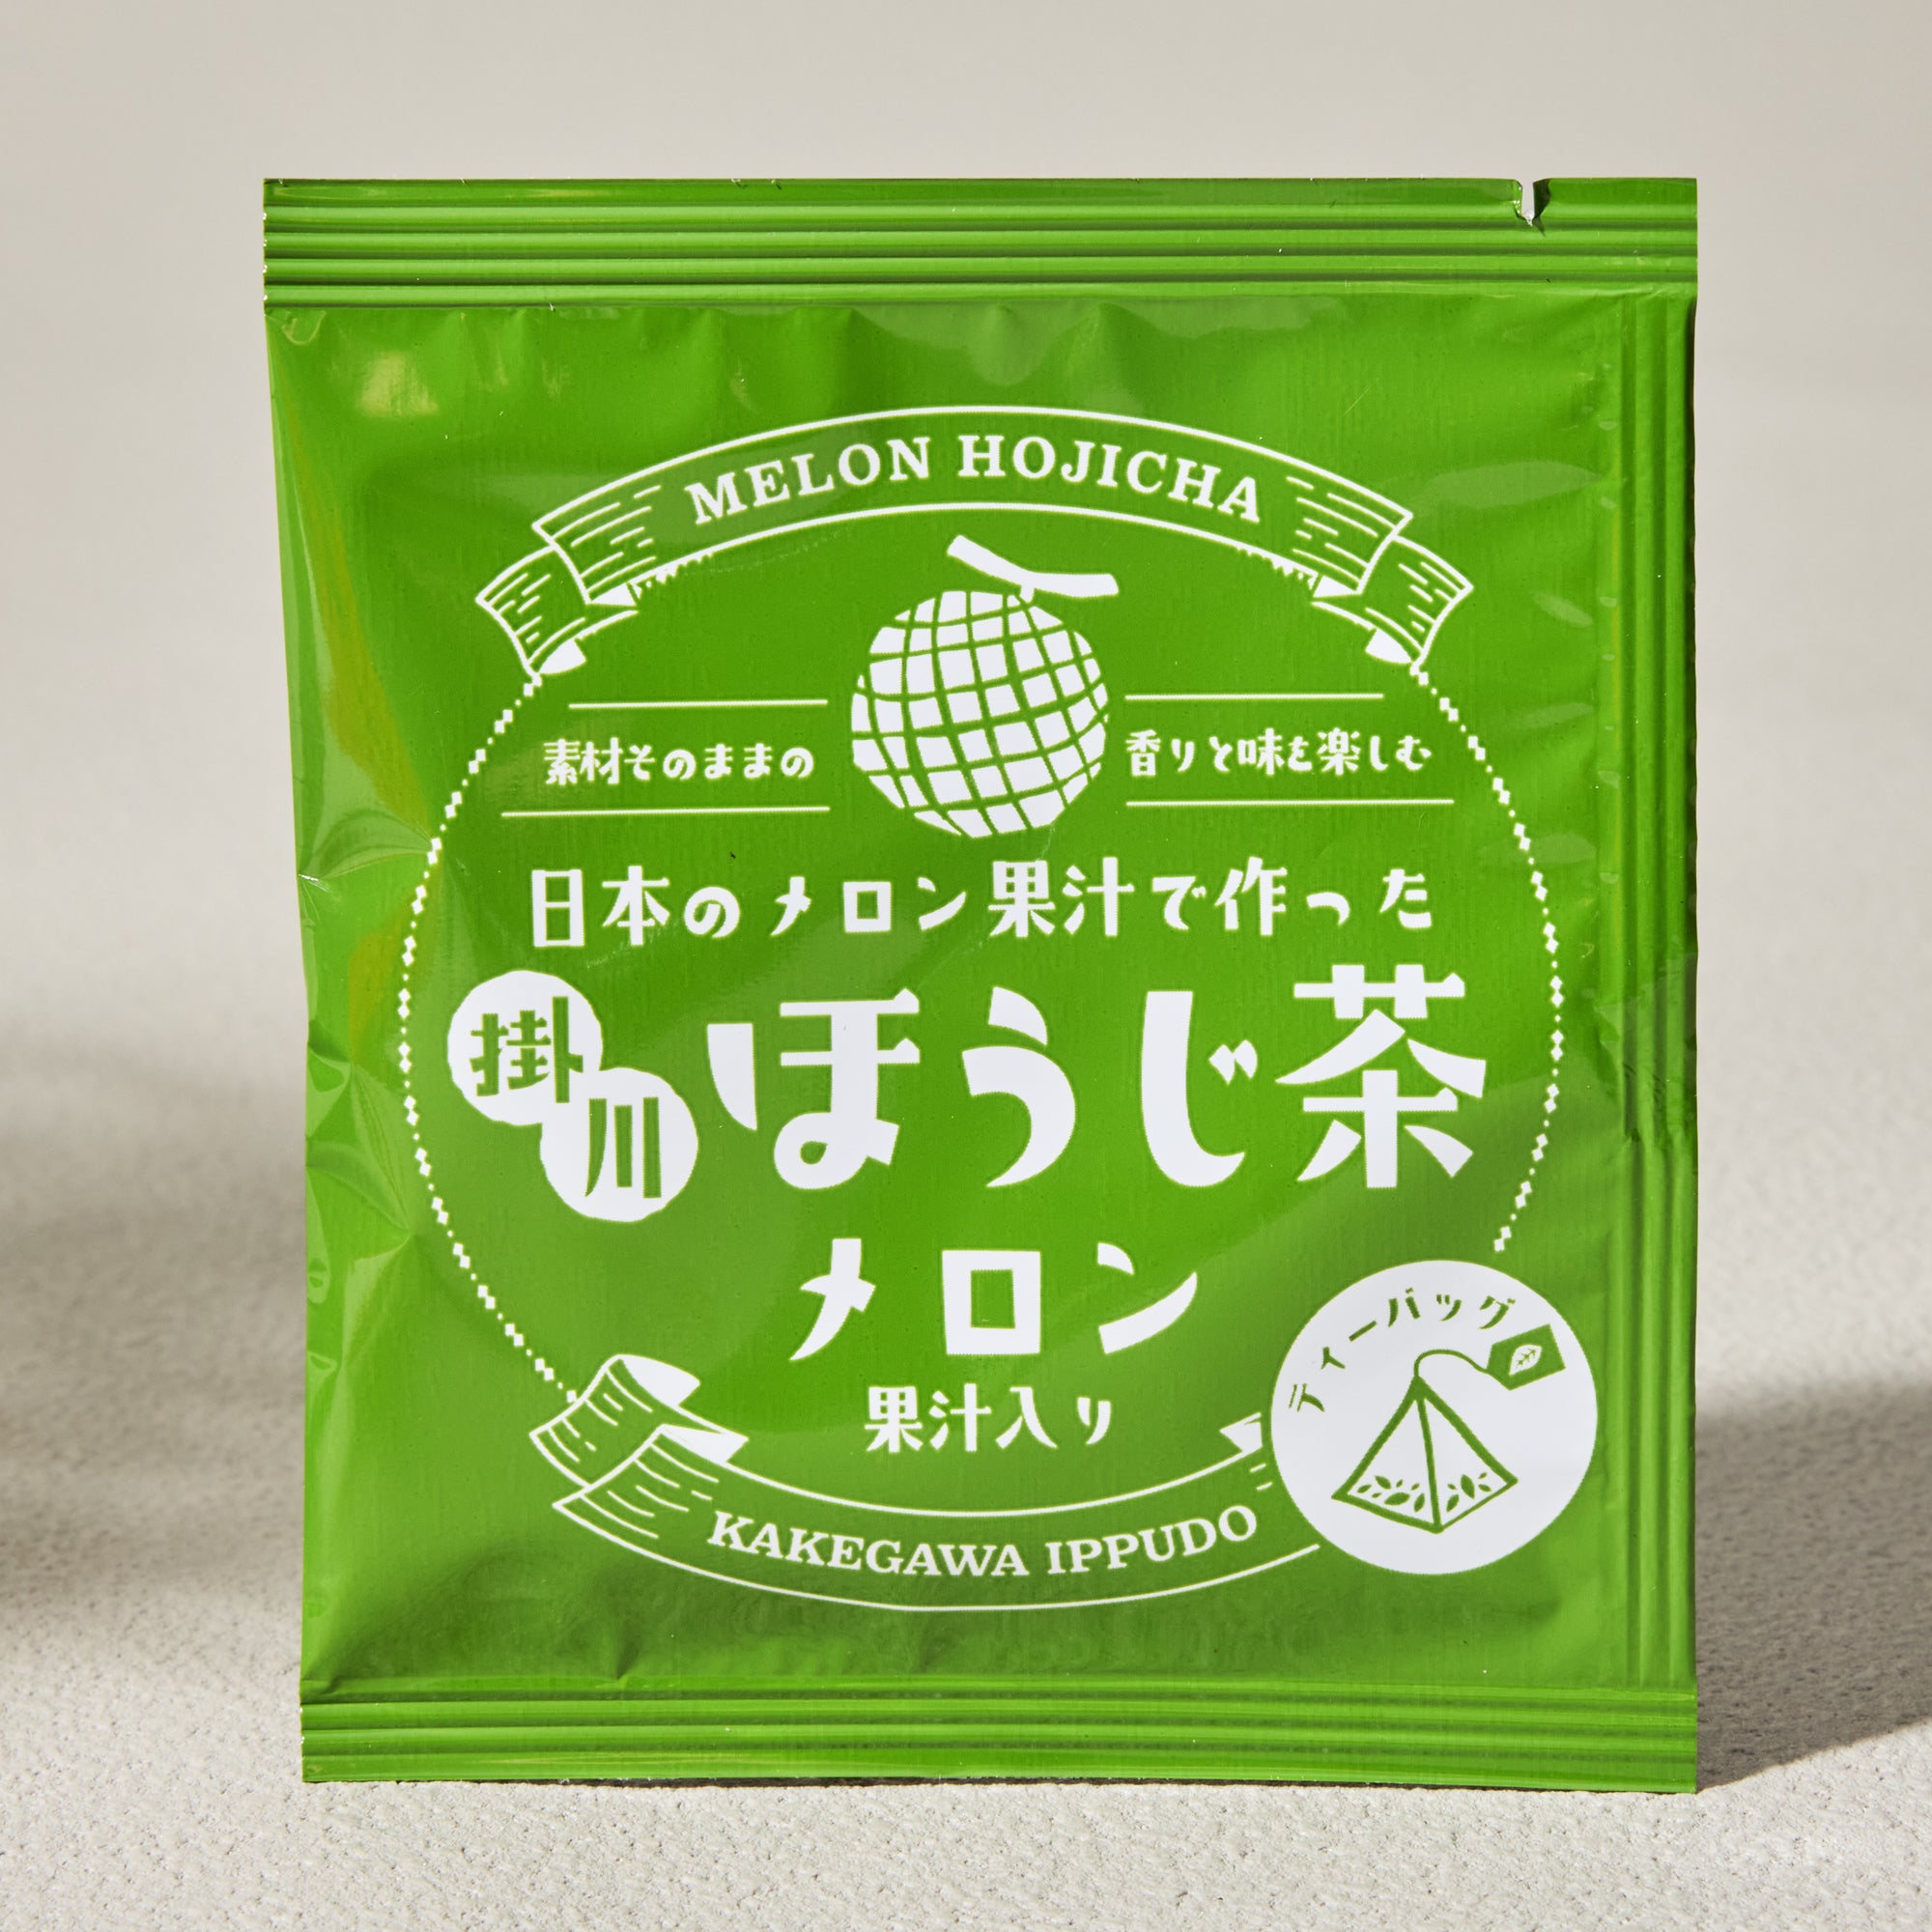 MELON HOJICHA
素材そのままの
香りと味を楽しむ
日本のメロン果汁で作った
掛川
ほうじ茶
メロン
果汁入り
ティーバッグ
KAKEGAWA IPPUDO